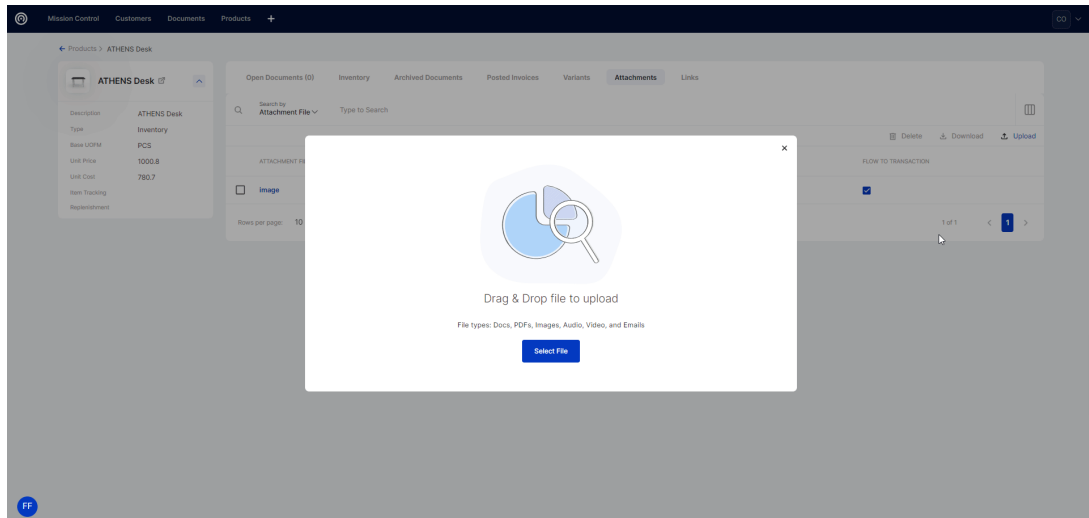 Mission Control Customers Documents Products + CO
← Products > ATHENS Desk
ATHENS Desk
Description ATHENS Desk
Type Inventory
Base UOFM PCS
Unit Price 1000.8
Unit Cost 780.7
Item Tracking
Replenishment
Open Documents (0) Inventory Archived Documents Posted Invoices Variants Attachments Links
Search by
Attachment File Type to Search
Delete Download Upload
ATTACHMENT FI FLOW TO TRANSACTION
image
Rows per page: 10 1 of 1 < 1 >
×
Drag & Drop file to upload
File types: Docs, PDFs, Images, Audio, Video, and Emails
Select File
FF